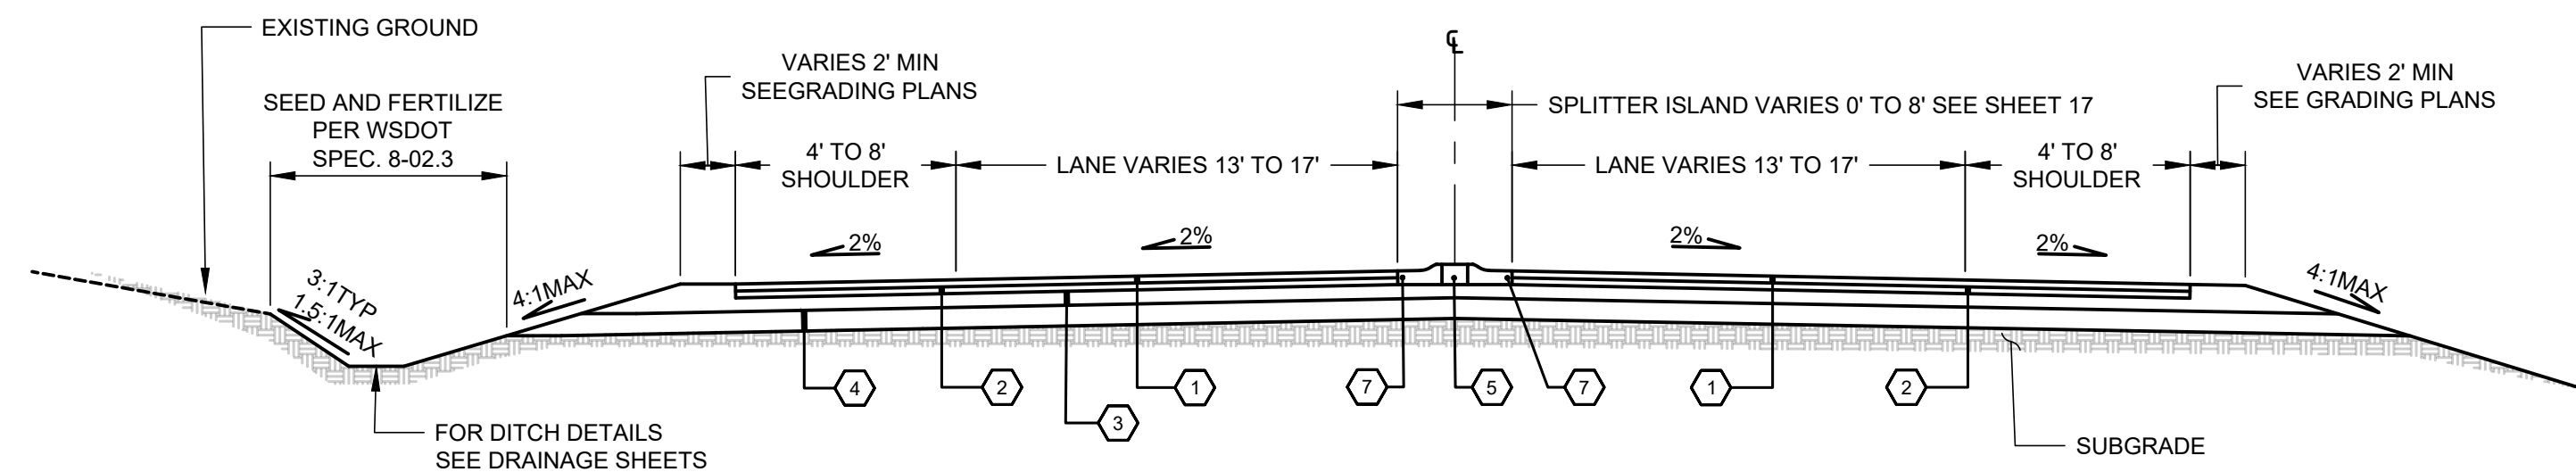 EXISTING GROUND
SEED AND FERTILIZE
PER WSDOT
SPEC. 8-02.3
VARIES 2' MIN
SEEGRADING PLANS
4' TO 8'
SHOULDER
LANE VARIES 13' TO 17'
℄
SPLITTER ISLAND VARIES 0' TO 8' SEE SHEET 17
LANE VARIES 13' TO 17'
4' TO 8'
SHOULDER
VARIES 2' MIN
SEE GRADING PLANS
2%
2%
2%
2%
3:1TYP
1.5:1MAX
4:1MAX
4:1MAX
4
2
3
1
7
5
7
1
2
FOR DITCH DETAILS
SEE DRAINAGE SHEETS
SUBGRADE